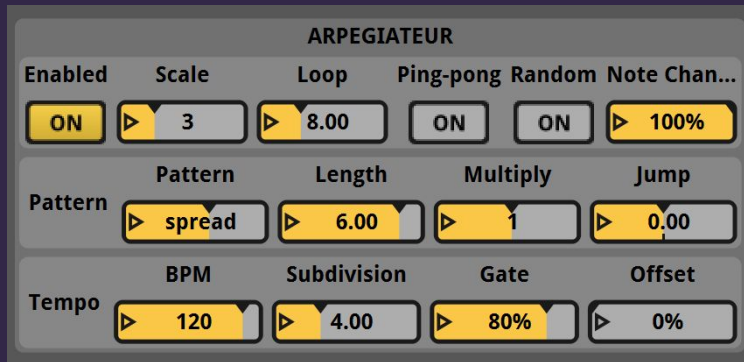 ARPEGIATEUR
Enabled Scale Loop Ping-pong Random Note Chan...
ON 3 8.00 ON ON 100%
Pattern Length Multiply Jump
Pattern spread 6.00 1 0.00
BPM Subdivision Gate Offset
Tempo 120 4.00 80% 0%